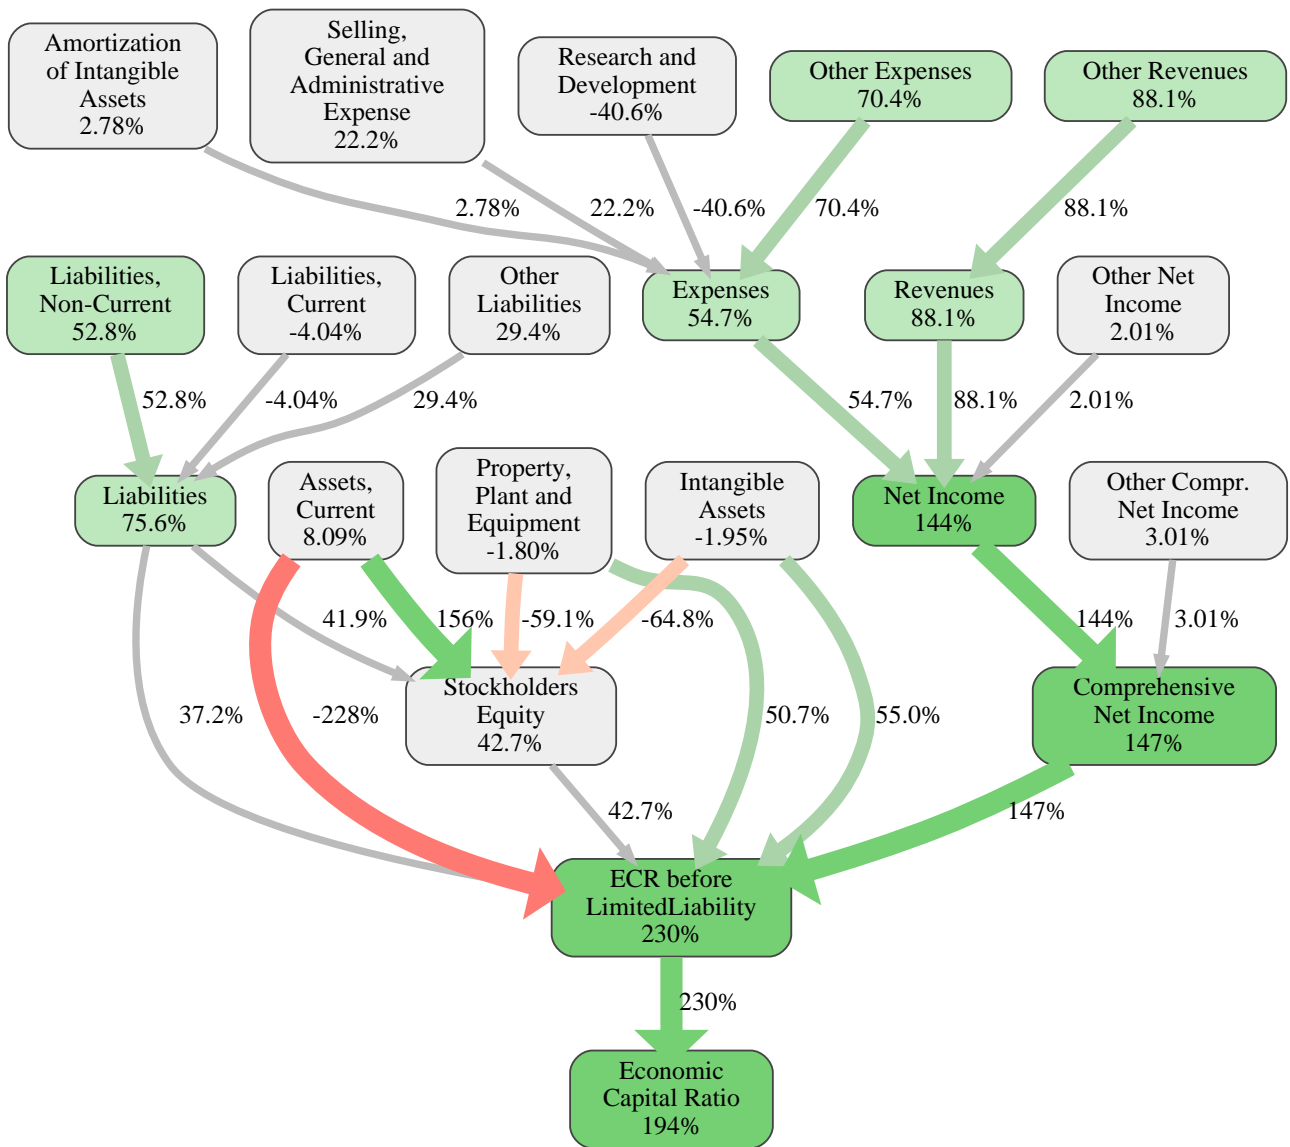 Amortization
of Intangible
Assets
2.78%
Selling,
General and
Administrative
Expense
22.2%
Research and
Development
-40.6%
Other Expenses
70.4%
Other Revenues
88.1%
2.78%
22.2%
-40.6%
70.4%
88.1%
Liabilities,
Non-Current
52.8%
Liabilities,
Current
-4.04%
Other
Liabilities
29.4%
Expenses
54.7%
Revenues
88.1%
Other Net
Income
2.01%
52.8%
-4.04%
29.4%
54.7%
88.1%
2.01%
Liabilities
75.6%
Assets,
Current
8.09%
Property,
Plant and
Equipment
-1.80%
Intangible
Assets
-1.95%
Net Income
144%
Other Compr.
Net Income
3.01%
41.9%
156%
-59.1%
-64.8%
144%
3.01%
Stockholders
Equity
42.7%
Comprehensive
Net Income
147%
37.2%
-228%
50.7%
55.0%
42.7%
147%
ECR before
LimitedLiability
230%
230%
Economic
Capital Ratio
194%